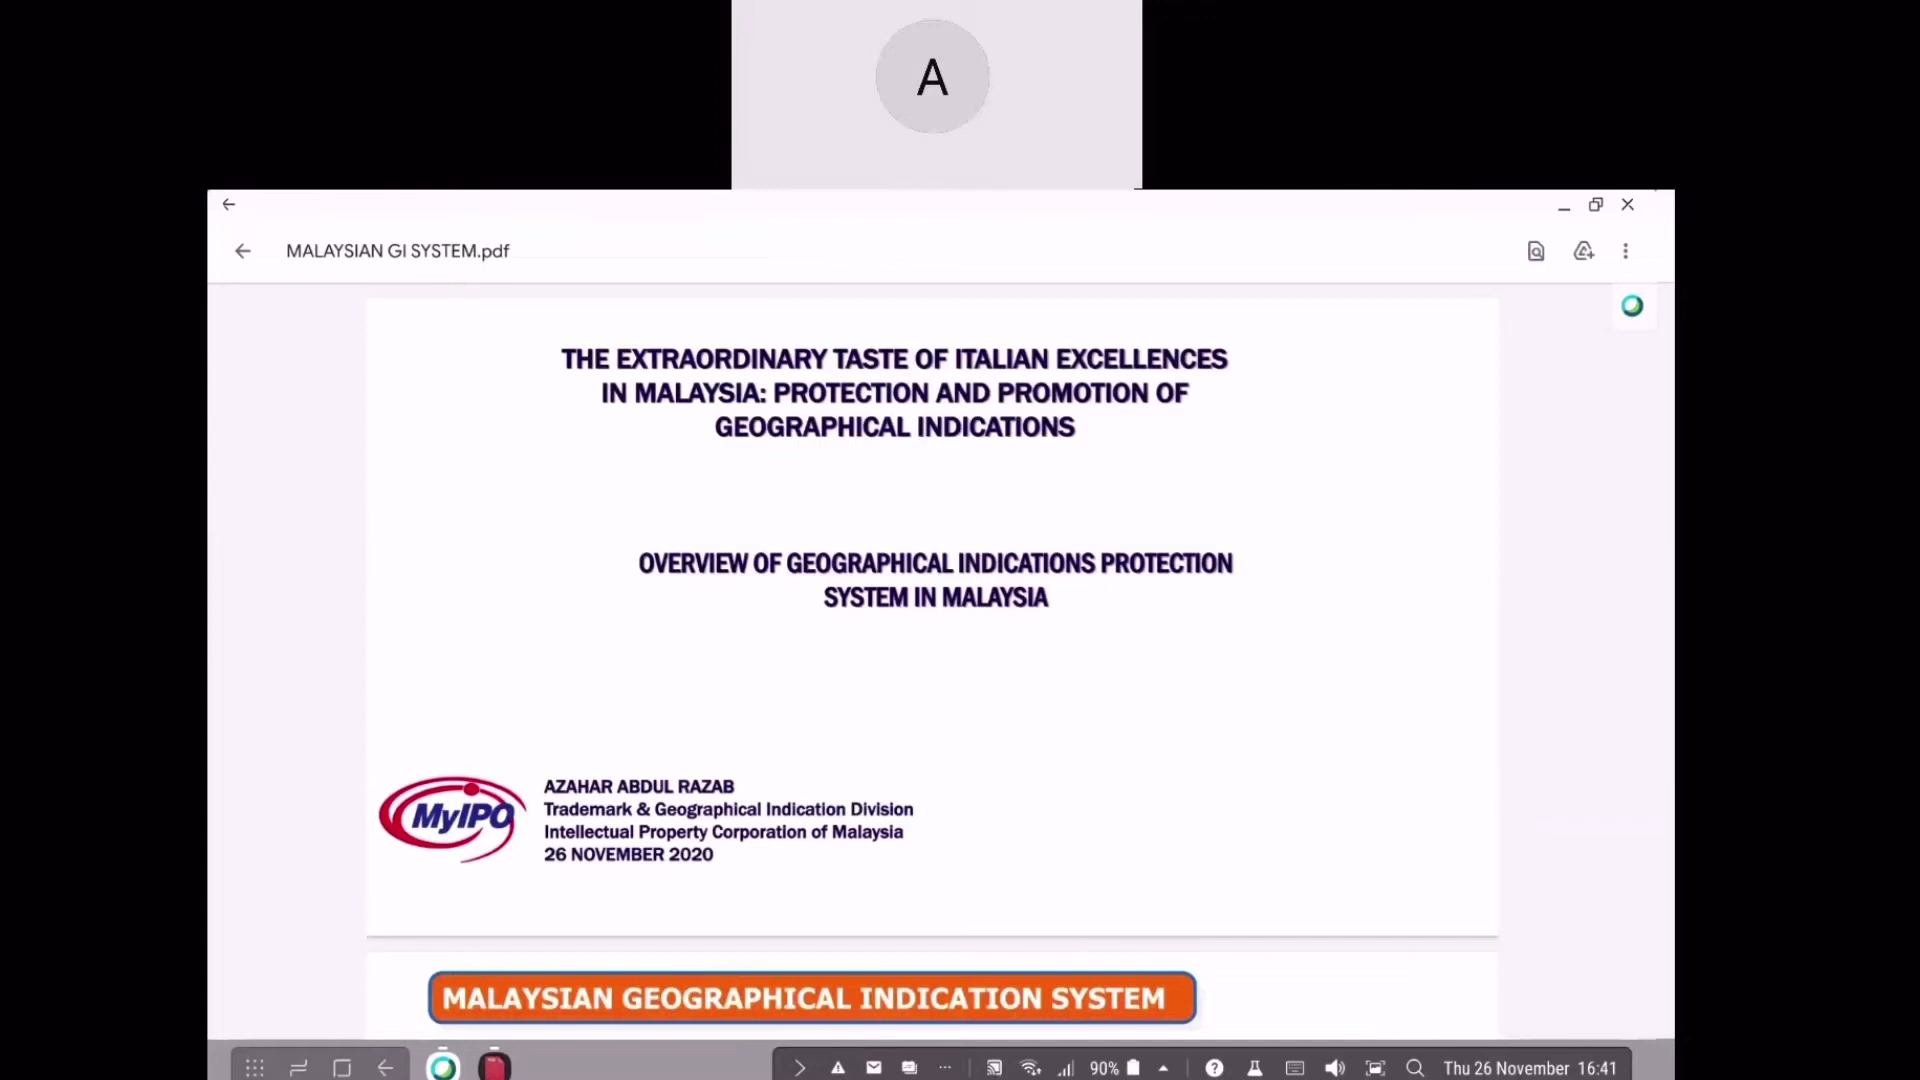 A
MALAYSIAN GI SYSTEM.pdf
THE EXTRAORDINARY TASTE OF ITALIAN EXCELLENCES
IN MALAYSIA: PROTECTION AND PROMOTION OF
GEOGRAPHICAL INDICATIONS
OVERVIEW OF GEOGRAPHICAL INDICATIONS PROTECTION
SYSTEM IN MALAYSIA
MyIPO
AZAHAR ABDUL RAZAB
Trademark & Geographical Indication Division
Intellectual Property Corporation of Malaysia
26 NOVEMBER 2020
MALAYSIAN GEOGRAPHICAL INDICATION SYSTEM
90%
Thu 26 November 16:41